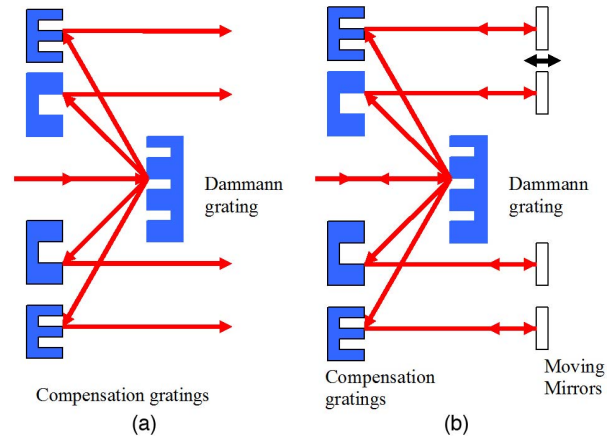 Dammann
grating
Compensation gratings
(a)
Dammann
grating
Compensation
gratings
Moving
Mirrors
(b)